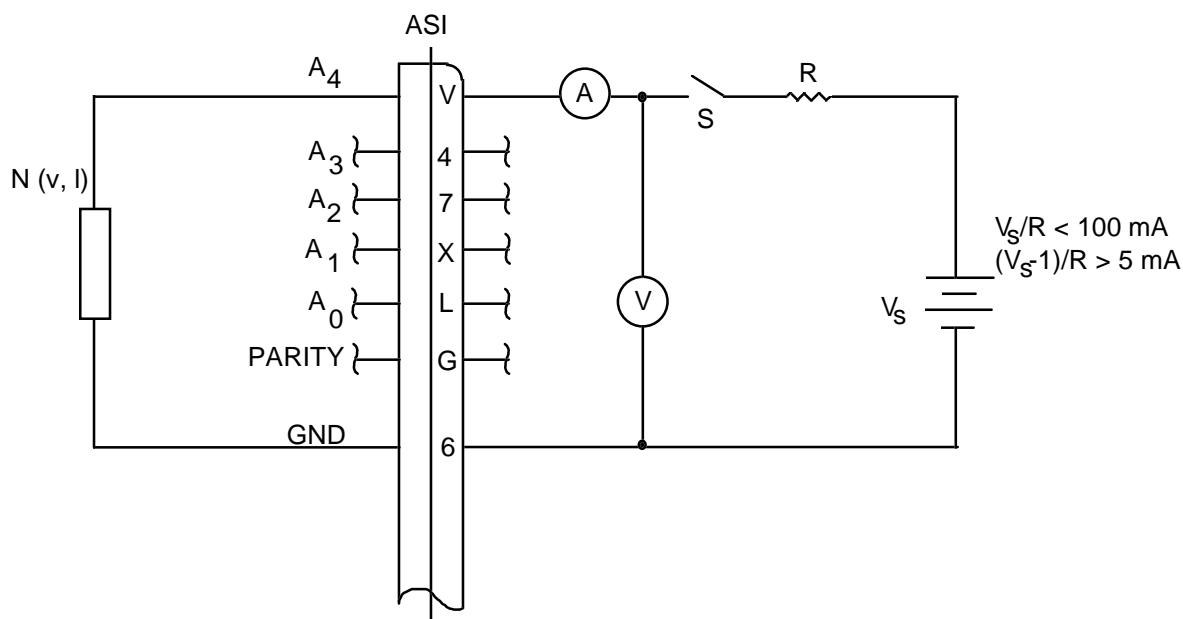 ASI
A4
V
A
S
R
A3
4
N (v, I)
A2
7
A1
X
Vs/R < 100 mA
(Vs-1)/R > 5 mA
A0
L
V
Vs
PARITY
G
GND
6